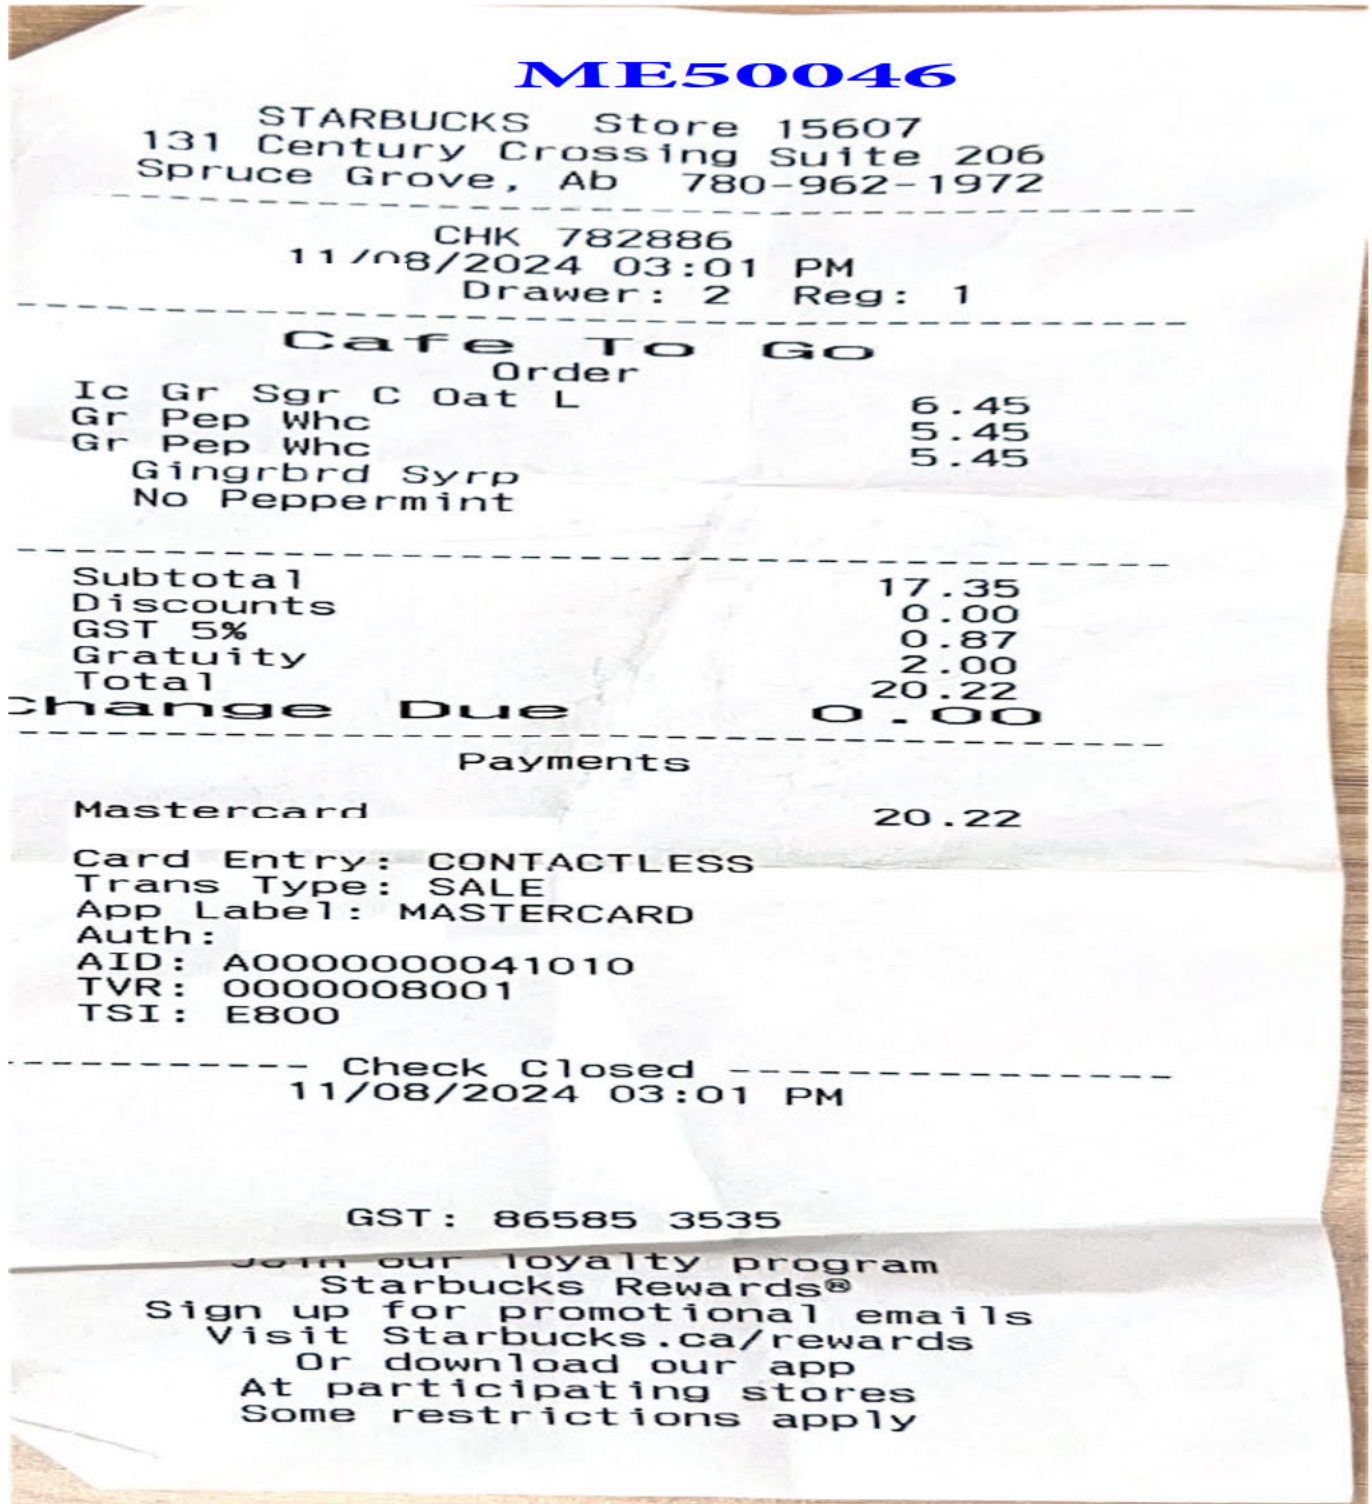 ME50046
STARBUCKS Store 15607
131 Century Crossing Suite 206
Spruce Grove, Ab 780-962-1972
CHK 782886
11/08/2024 03:01 PM
Drawer: 2 Reg: 1
Cafe To Go
Order
Ic Gr Sgr C Oat L 6.45
Gr Pep Whc 5.45
Gr Pep Whc 5.45
Gingrbrd Syrp
No Peppermint
Subtotal 17.35
Discounts 0.00
GST 5% 0.87
Gratuity 2.00
Total 20.22
Change Due 0.00
Payments
Mastercard 20.22
Card Entry: CONTACTLESS
Trans Type: SALE
App Label: MASTERCARD
Auth:
AID: A0000000041010
TVR: 0000008001
TSI: E800
Check Closed
11/08/2024 03:01 PM
GST: 86585 3535
Join our loyalty program
Starbucks Rewards®
Sign up for promotional emails
Visit Starbucks.ca/rewards
Or download our app
At participating stores
Some restrictions apply